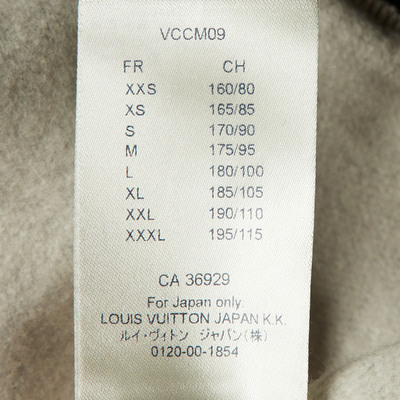 VCCM09
FR CH
XXS 160/80
XS 165/85
S 170/90
M 175/95
L 180/100
XL 185/105
XXL 190/110
XXXL 195/115
CA 36929
For Japan only.
LOUIS VUITTON JAPAN K.K.
ルイ・ヴィトン ジャパン(株)
0120-00-1854